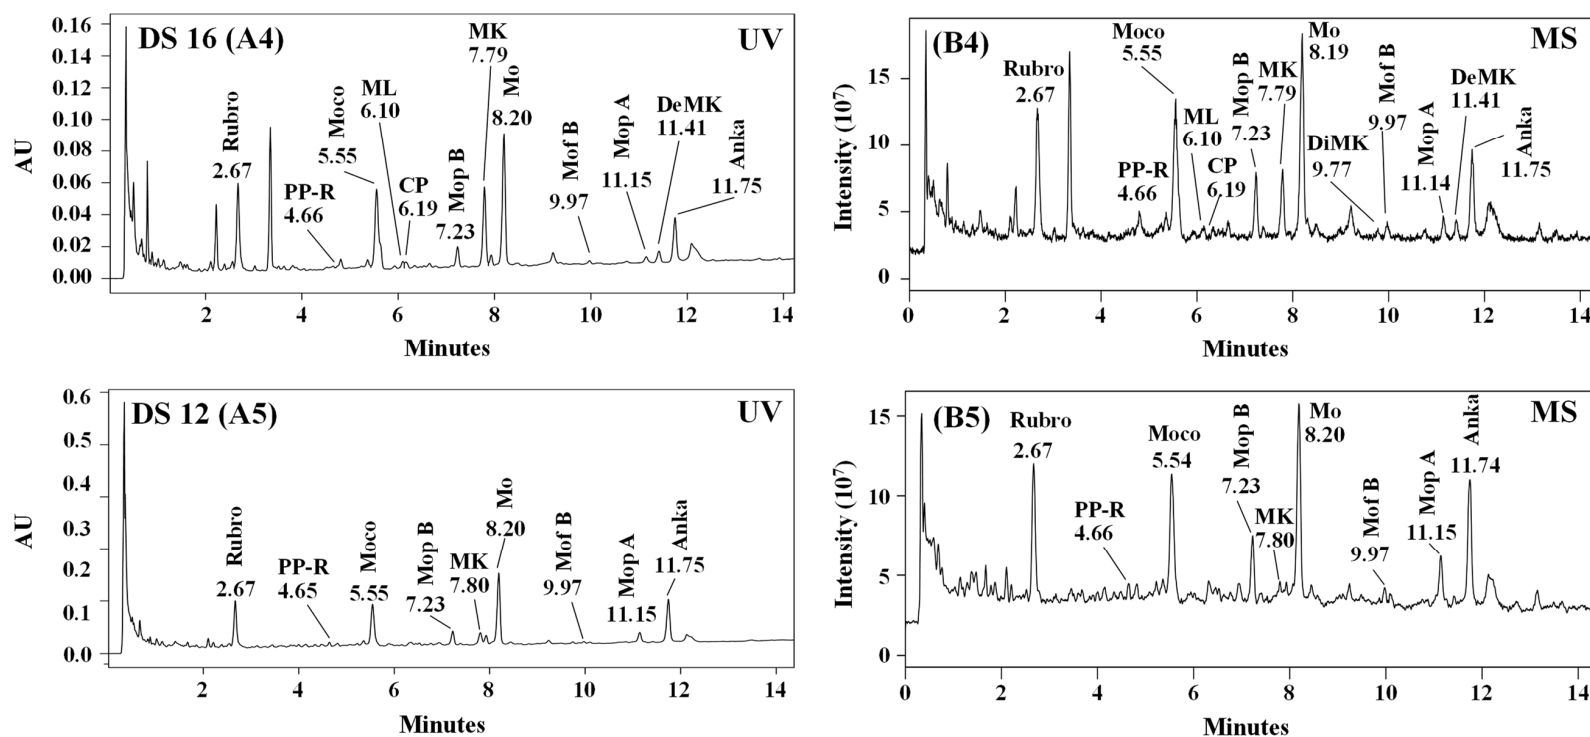 DS 16 (A4)
UV
AU
0.16
0.14
0.12
0.10
0.08
0.06
0.04
0.02
0.00
Rubro
2.67
PP-R
4.66
Moco
5.55
ML
6.10
CP
6.19
Mop B
7.23
MK
7.79
Mo
8.20
Mof B
9.97
Mop A
11.15
DeMK
11.41
Anka
11.75
2 4 6 8 10 12 14
Minutes
(B4)
MS
Intensity (10⁷)
15
10
5
0
Rubro
2.67
PP-R
4.66
Moco
5.55
ML
6.10
CP
6.19
Mop B
7.23
MK
7.79
Mo
8.19
DiMK
9.77
Mof B
9.97
Mop A
11.14
DeMK
11.41
Anka
11.75
0 2 4 6 8 10 12 14
Minutes
DS 12 (A5)
UV
AU
0.6
0.5
0.4
0.3
0.2
0.1
0.0
Rubro
2.67
PP-R
4.65
Moco
5.55
Mop B
7.23
MK
7.80
Mo
8.20
Mof B
9.97
Mop A
11.15
Anka
11.75
2 4 6 8 10 12 14
Minutes
(B5)
MS
Intensity (10⁷)
15
10
5
0
Rubro
2.67
PP-R
4.66
Moco
5.54
Mop B
7.23
MK
7.80
Mo
8.20
Mof B
9.97
Mop A
11.15
Anka
11.74
0 2 4 6 8 10 12 14
Minutes